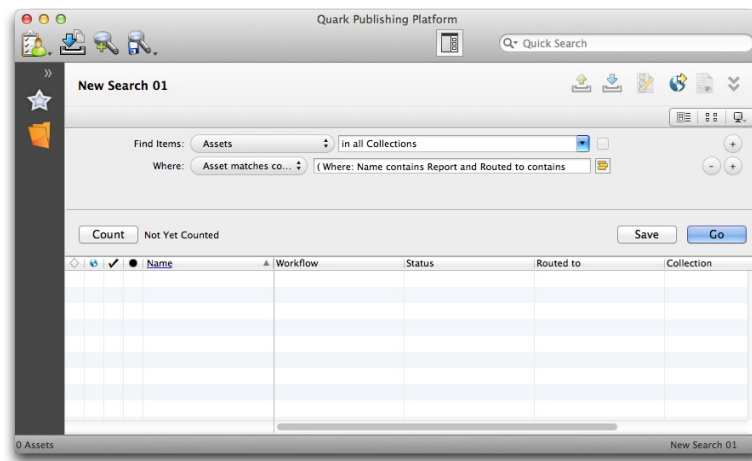 Quark Publishing Platform
Quick Search
New Search 01
Find Items: Assets in all Collections
Where: Asset matches co... ( Where: Name contains Report and Routed to contains
Count Not Yet Counted Save Go
Name Workflow Status Routed to Collection
0 Assets New Search 01